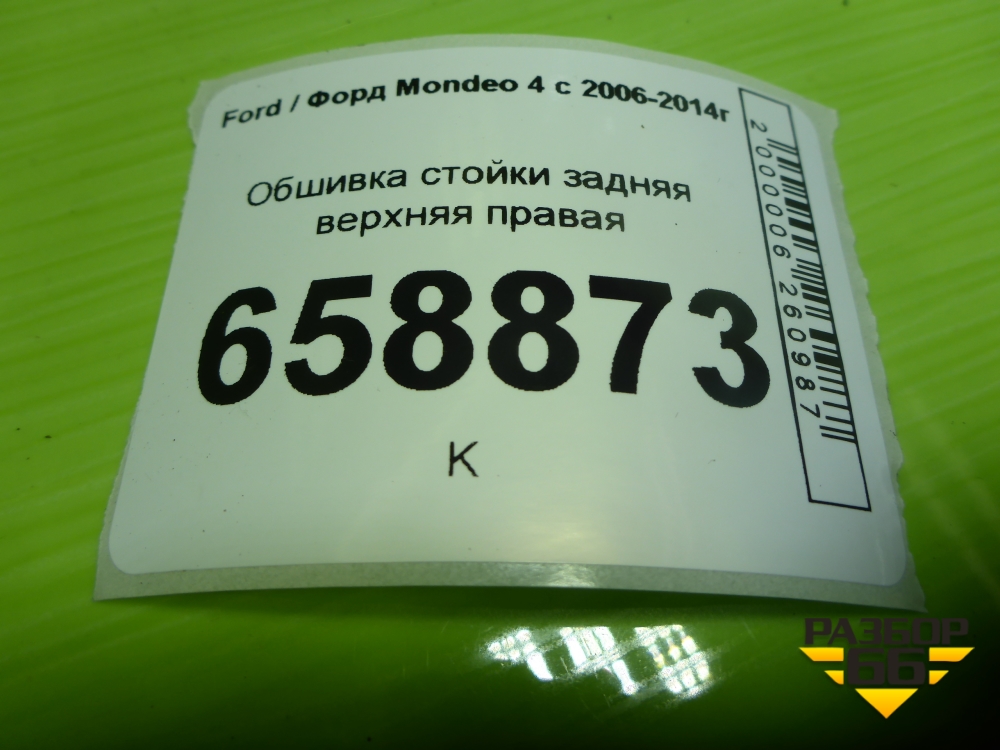 Ford / Форд Mondeo 4 с 2006-2014г
Обшивка стойки задняя
верхняя правая
658873
К
2000006260987
РАЗБОР
66